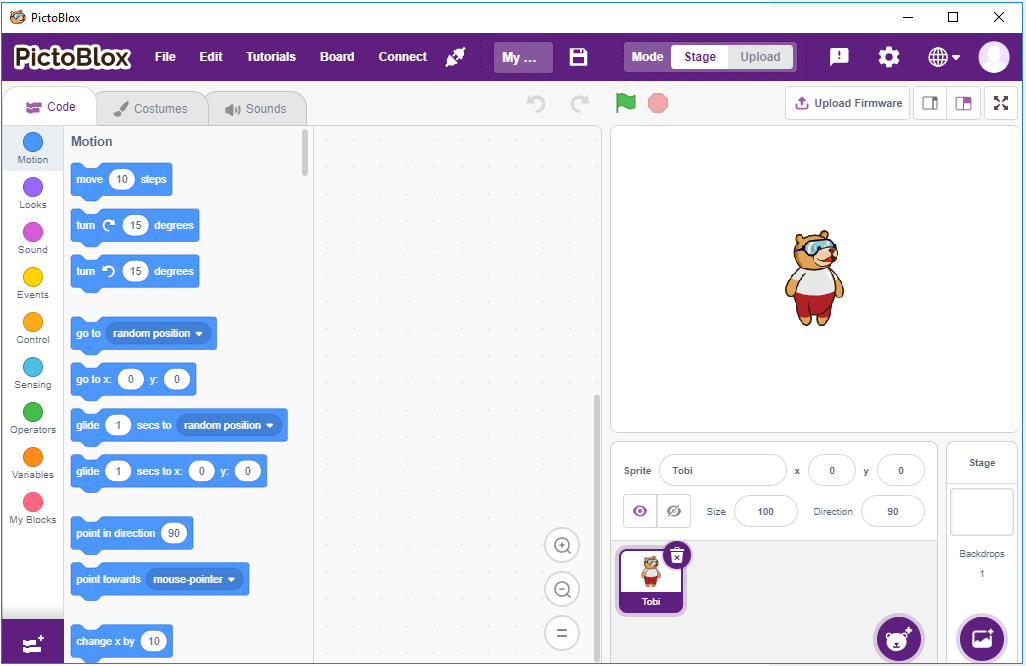 PictoBlox
PictoBlox File Edit Tutorials Board Connect My ... Mode Stage Upload
Code Costumes Sounds Upload Firmware
Motion
Looks
Sound
Events
Control
Sensing
Operators
Variables
My Blocks
Motion
move 10 steps
turn 15 degrees
turn 15 degrees
go to random position
go to x: 0 y: 0
glide 1 secs to random position
glide 1 secs to x: 0 y: 0
point in direction 90
point towards mouse-pointer
change x by 10
Sprite Tobi x 0 y 0
Size 100 Direction 90
Tobi
Stage
Backdrops
1